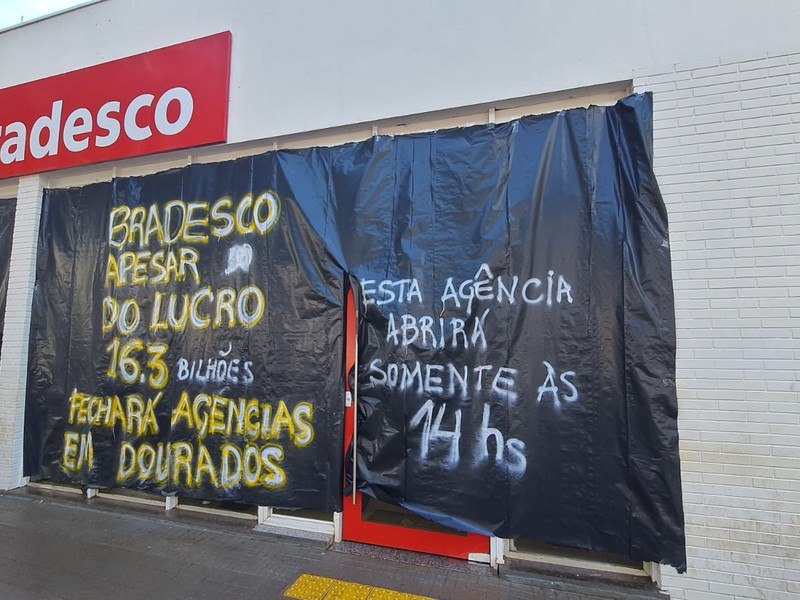 radesco
BRADESCO
APESAR DO
DO LUCRO
16.3 BILHÕES
FECHARÁ AGENCIAS
EM DOURADOS
ESTA AGÊNCIA
ABRIRÁ
SOMENTE ÀS
14 hs